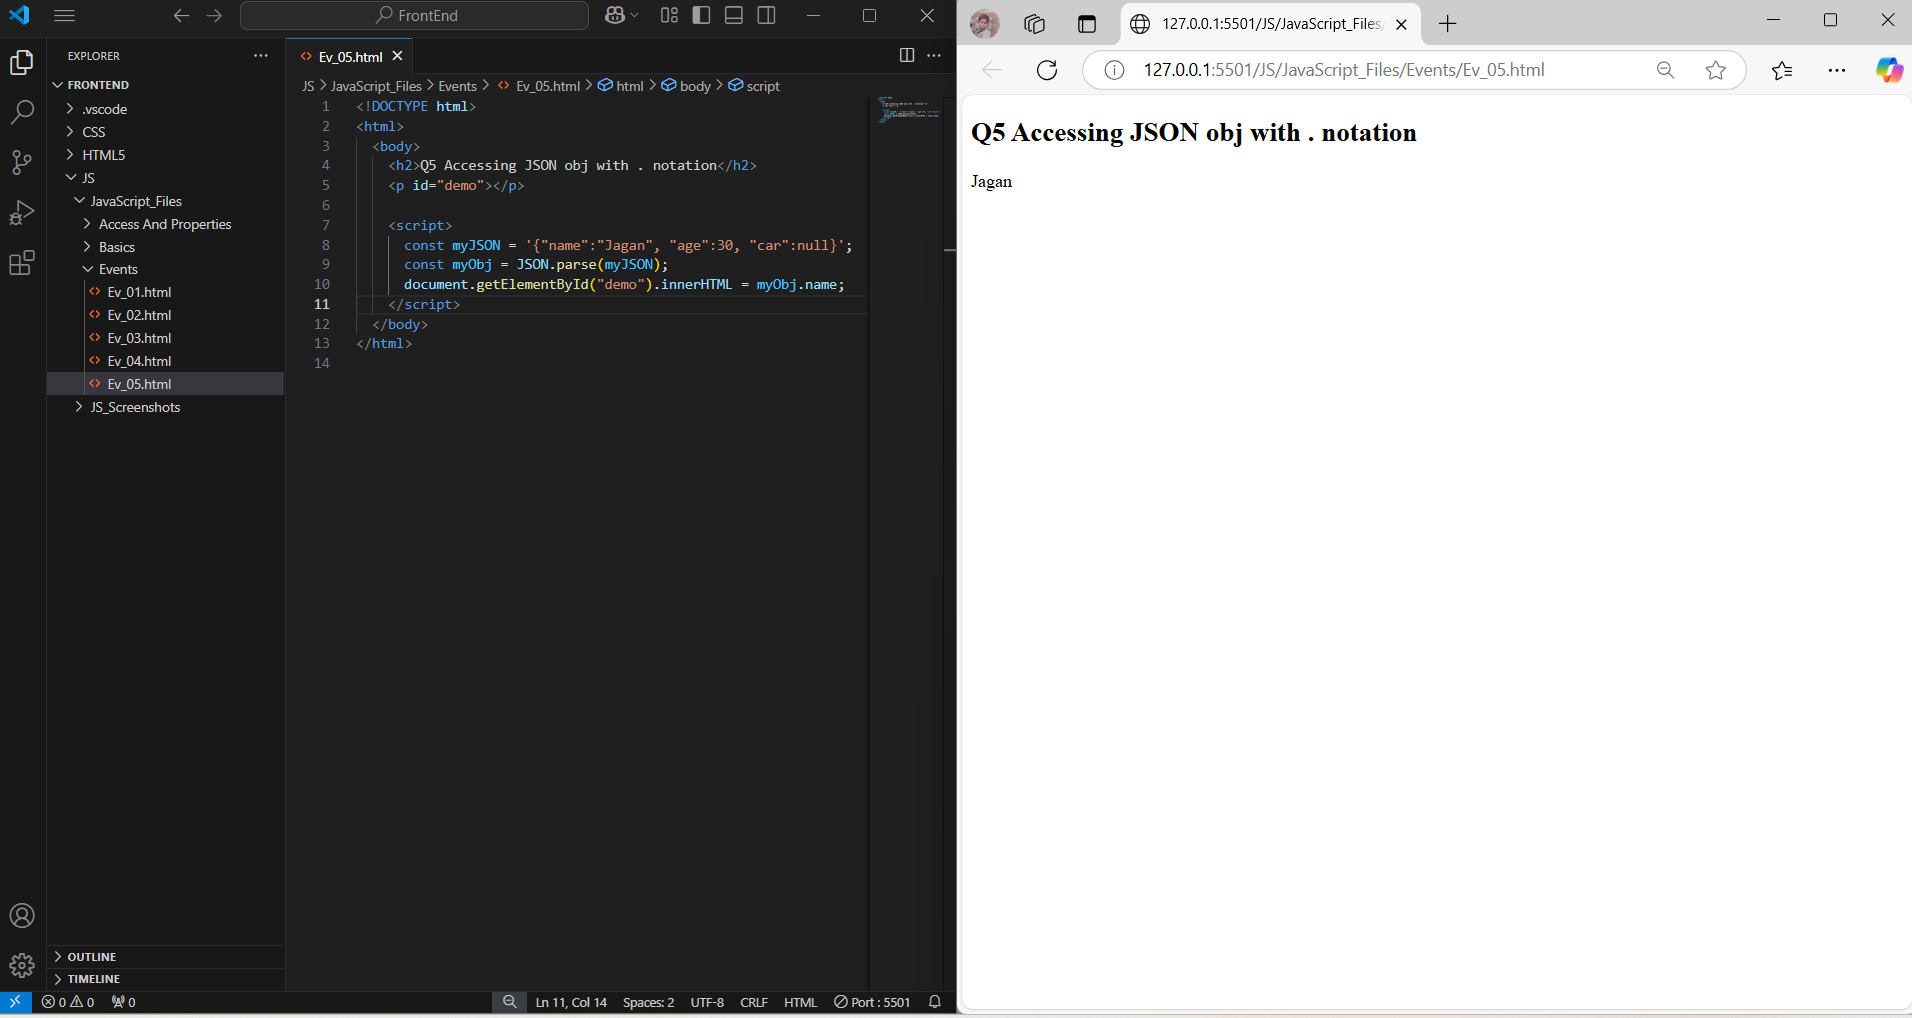 FrontEnd
EXPLORER
FRONTEND
.vscode
CSS
HTML5
JS
JavaScript_Files
Access And Properties
Basics
Events
Ev_01.html
Ev_02.html
Ev_03.html
Ev_04.html
Ev_05.html
JS_Screenshots
OUTLINE
TIMELINE
Ev_05.html
JS > JavaScript_Files > Events > Ev_05.html > html > body > script
1 <!DOCTYPE html>
2 <html>
3 <body>
4 <h2>Q5 Accessing JSON obj with . notation</h2>
5 <p id="demo"></p>
6
7 <script>
8 const myJSON = '{"name":"Jagan", "age":30, "car":null}';
9 const myObj = JSON.parse(myJSON);
10 document.getElementById("demo").innerHTML = myObj.name;
11 </script>
12 </body>
13 </html>
14
0 0 0 Ln 11, Col 14 Spaces: 2 UTF-8 CRLF HTML Port : 5501
127.0.0.1:5501/JS/JavaScript_Files/
127.0.0.1:5501/JS/JavaScript_Files/Events/Ev_05.html
Q5 Accessing JSON obj with . notation
Jagan